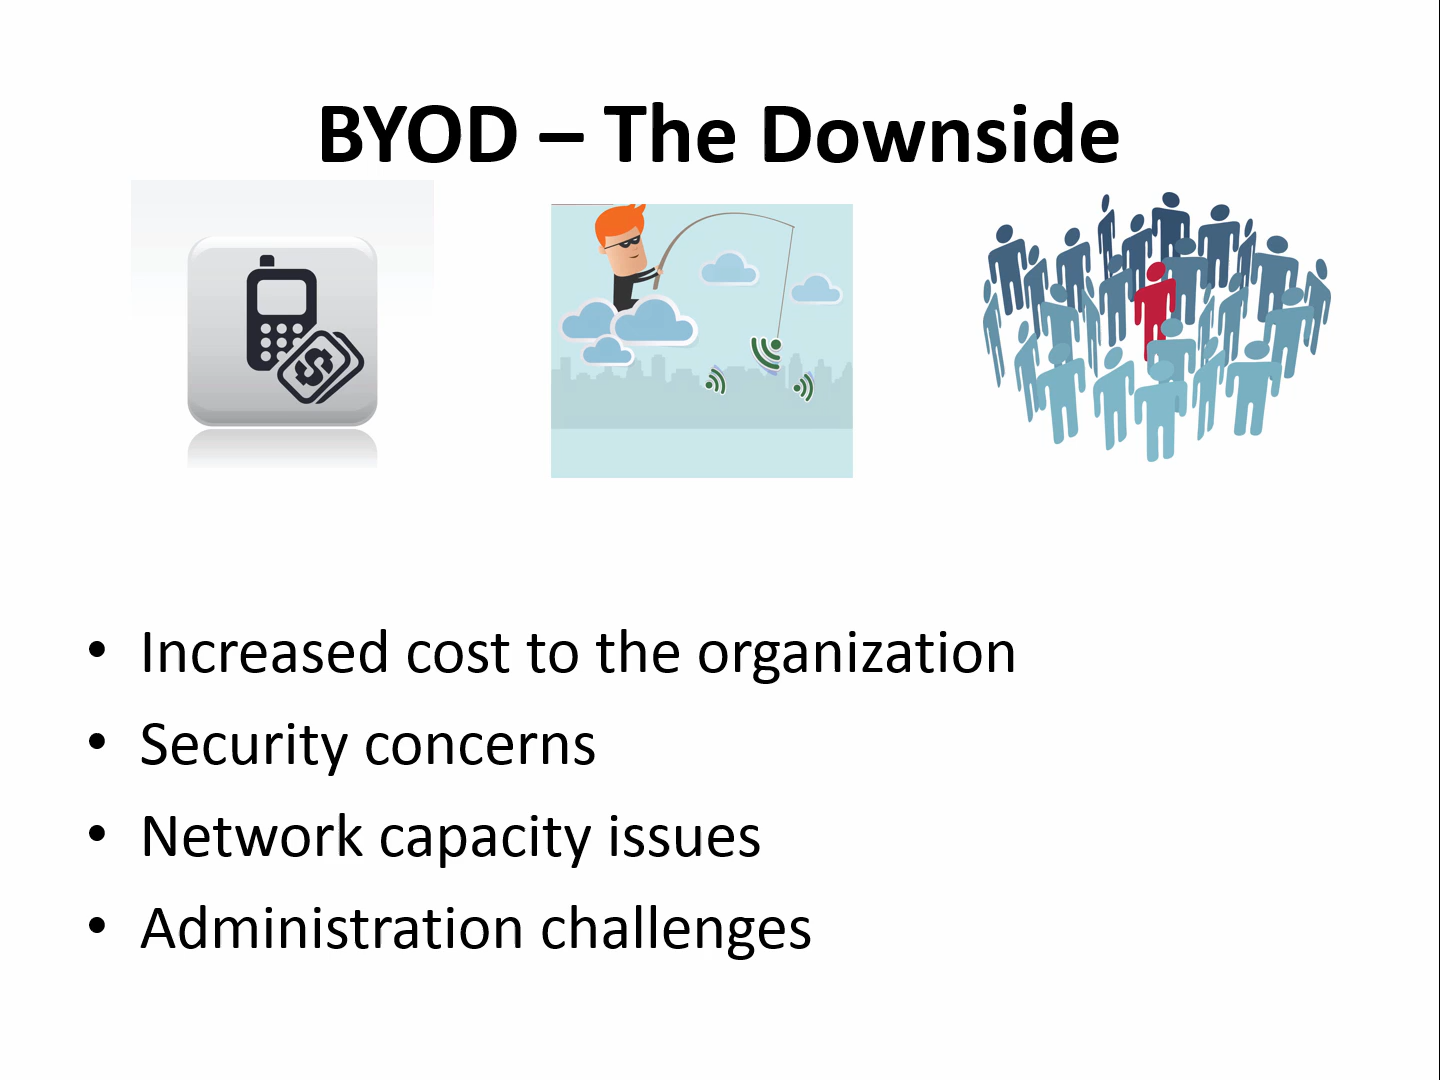 BYOD – The Downside
$
• Increased cost to the organization
• Security concerns
• Network capacity issues
• Administration challenges